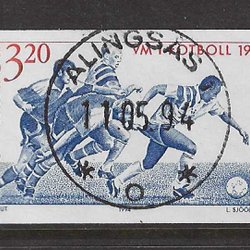 3.20
ALINGSÅS
VM FOTBOLL 19
11.05.94
O
1994
L. SJÖÖ